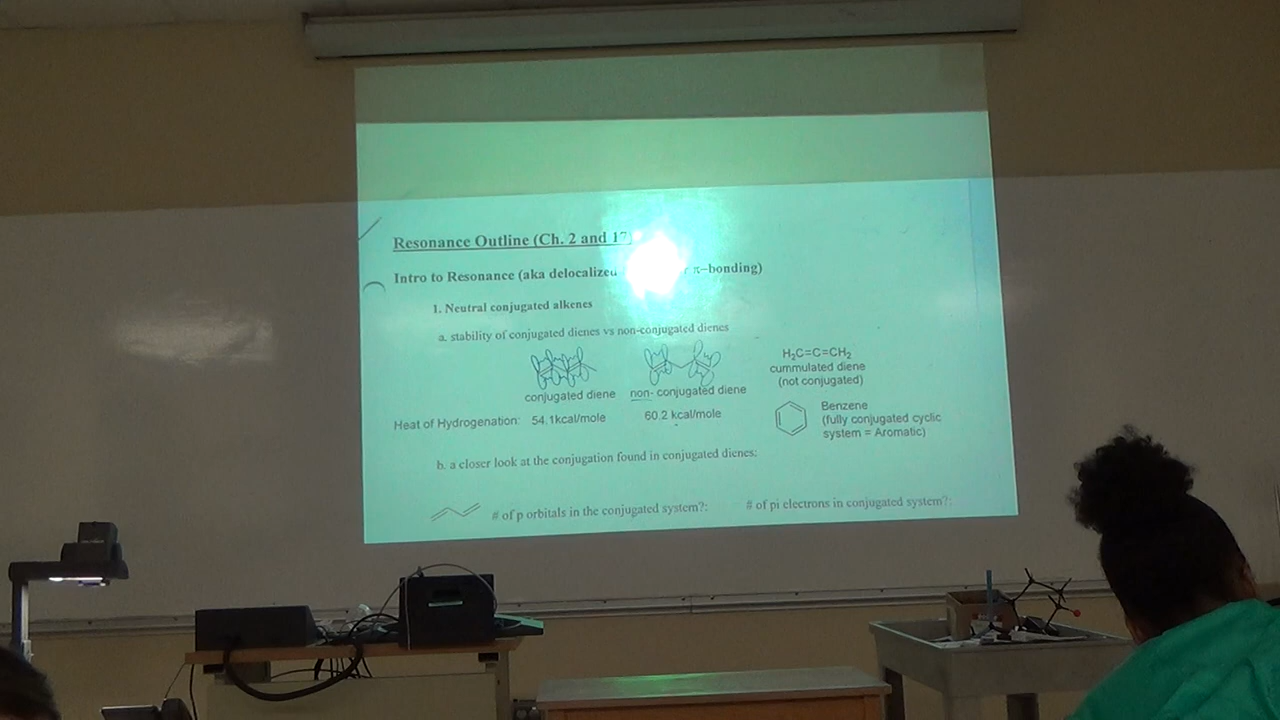 Resonance Outline (Ch. 2 and 17
Intro to Resonance (aka delocalized π–bonding)
1. Neutral conjugated alkenes
a. stability of conjugated dienes vs non-conjugated dienes
H₂C=C=CH₂
cummulated diene
(not conjugated)
conjugated diene non- conjugated diene
Heat of Hydrogenation: 54.1kcal/mole 60.2 kcal/mole
Benzene
(fully conjugated cyclic
system = Aromatic)
b. a closer look at the conjugation found in conjugated dienes:
# of p orbitals in the conjugated system?: # of pi electrons in conjugated system?: